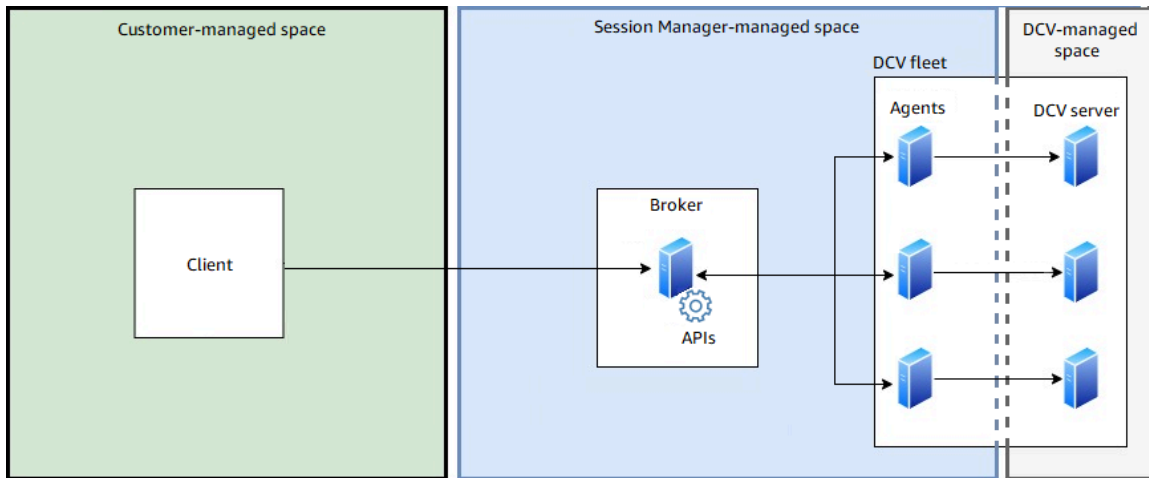 Customer-managed space
Session Manager-managed space
DCV-managed
space
DCV fleet
Agents
DCV server
Broker
Client
APIs